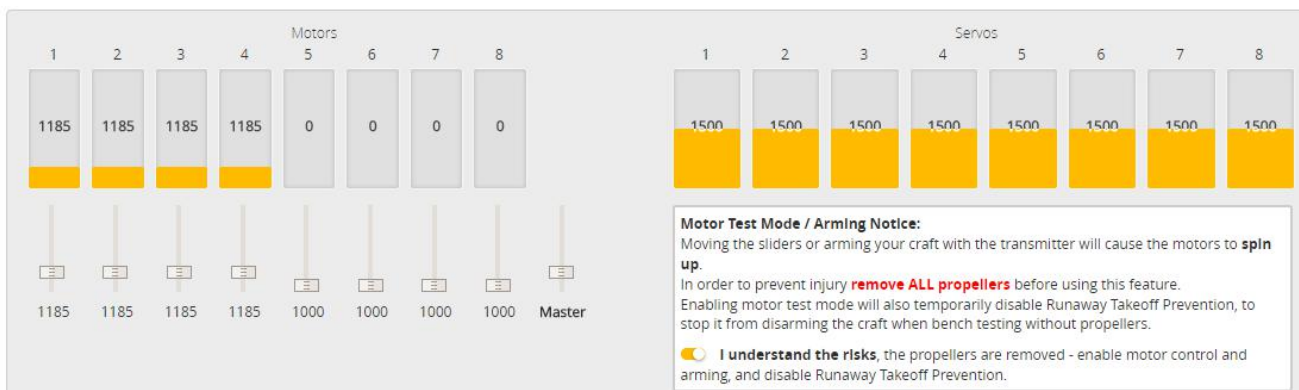 Motors
1 2 3 4 5 6 7 8
1185 1185 1185 1185 0 0 0 0
1185 1185 1185 1185 1000 1000 1000 1000 Master
Servos
1 2 3 4 5 6 7 8
1500 1500 1500 1500 1500 1500 1500 1500
Motor Test Mode / Arming Notice:
Moving the sliders or arming your craft with the transmitter will cause the motors to spin
up.
In order to prevent injury remove ALL propellers before using this feature.
Enabling motor test mode will also temporarily disable Runaway Takeoff Prevention, to
stop it from disarming the craft when bench testing without propellers.
I understand the risks, the propellers are removed - enable motor control and
arming, and disable Runaway Takeoff Prevention.